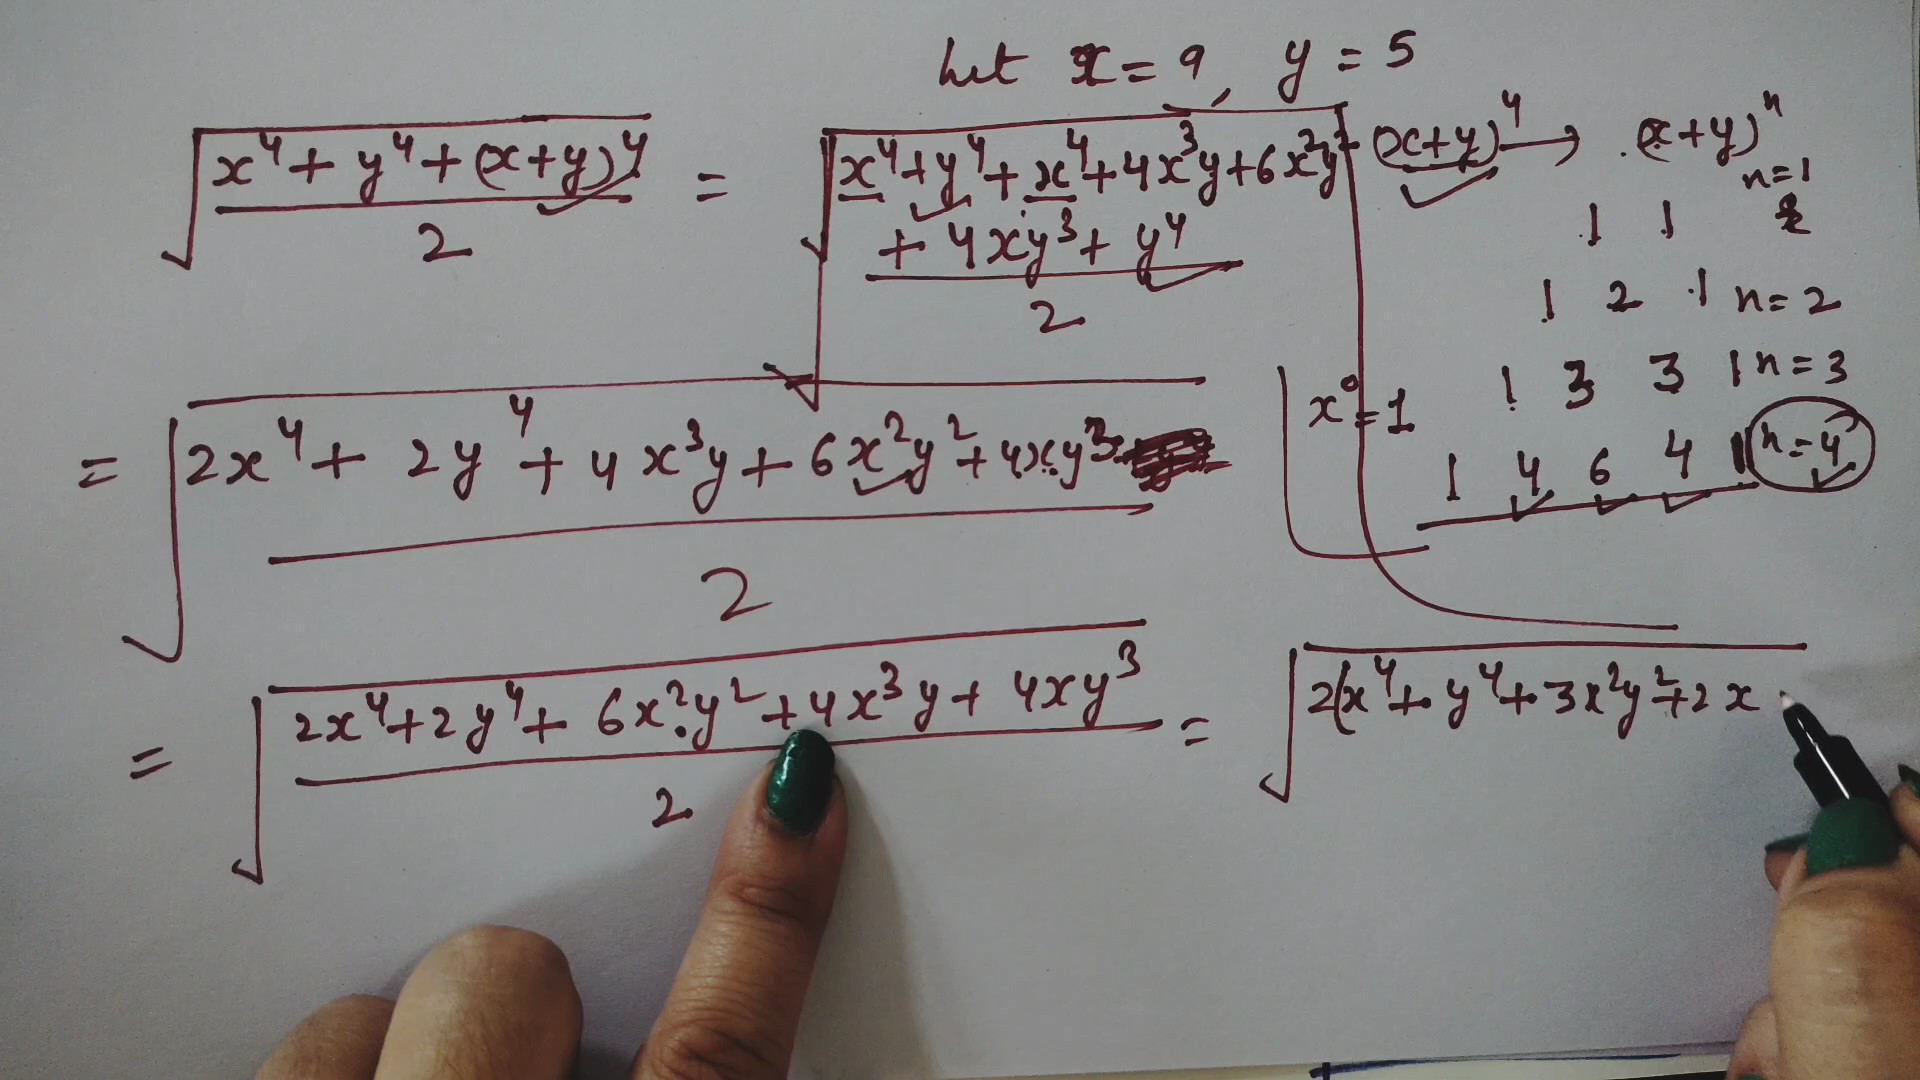 Let x = 9, y = 5
√(x⁴ + y⁴ + (x+y)⁴ / 2) = √(x⁴ + y⁴ + x⁴ + 4x³y + 6x²y²
+ 4xy³ + y⁴ / 2)
(x+y)⁴ → (x+y)ⁿ
1 1 n=1
1 2 1 n=2
1 3 3 1 n=3
1 4 6 4 1 n=4
x⁰ = 1
= √(2x⁴ + 2y⁴ + 4x³y + 6x²y² + 4xy³ / 2)
= √(2x⁴ + 2y⁴ + 6x²y² + 4x³y + 4xy³ / 2) = √2(x⁴ + y⁴ + 3x²y² + 2x